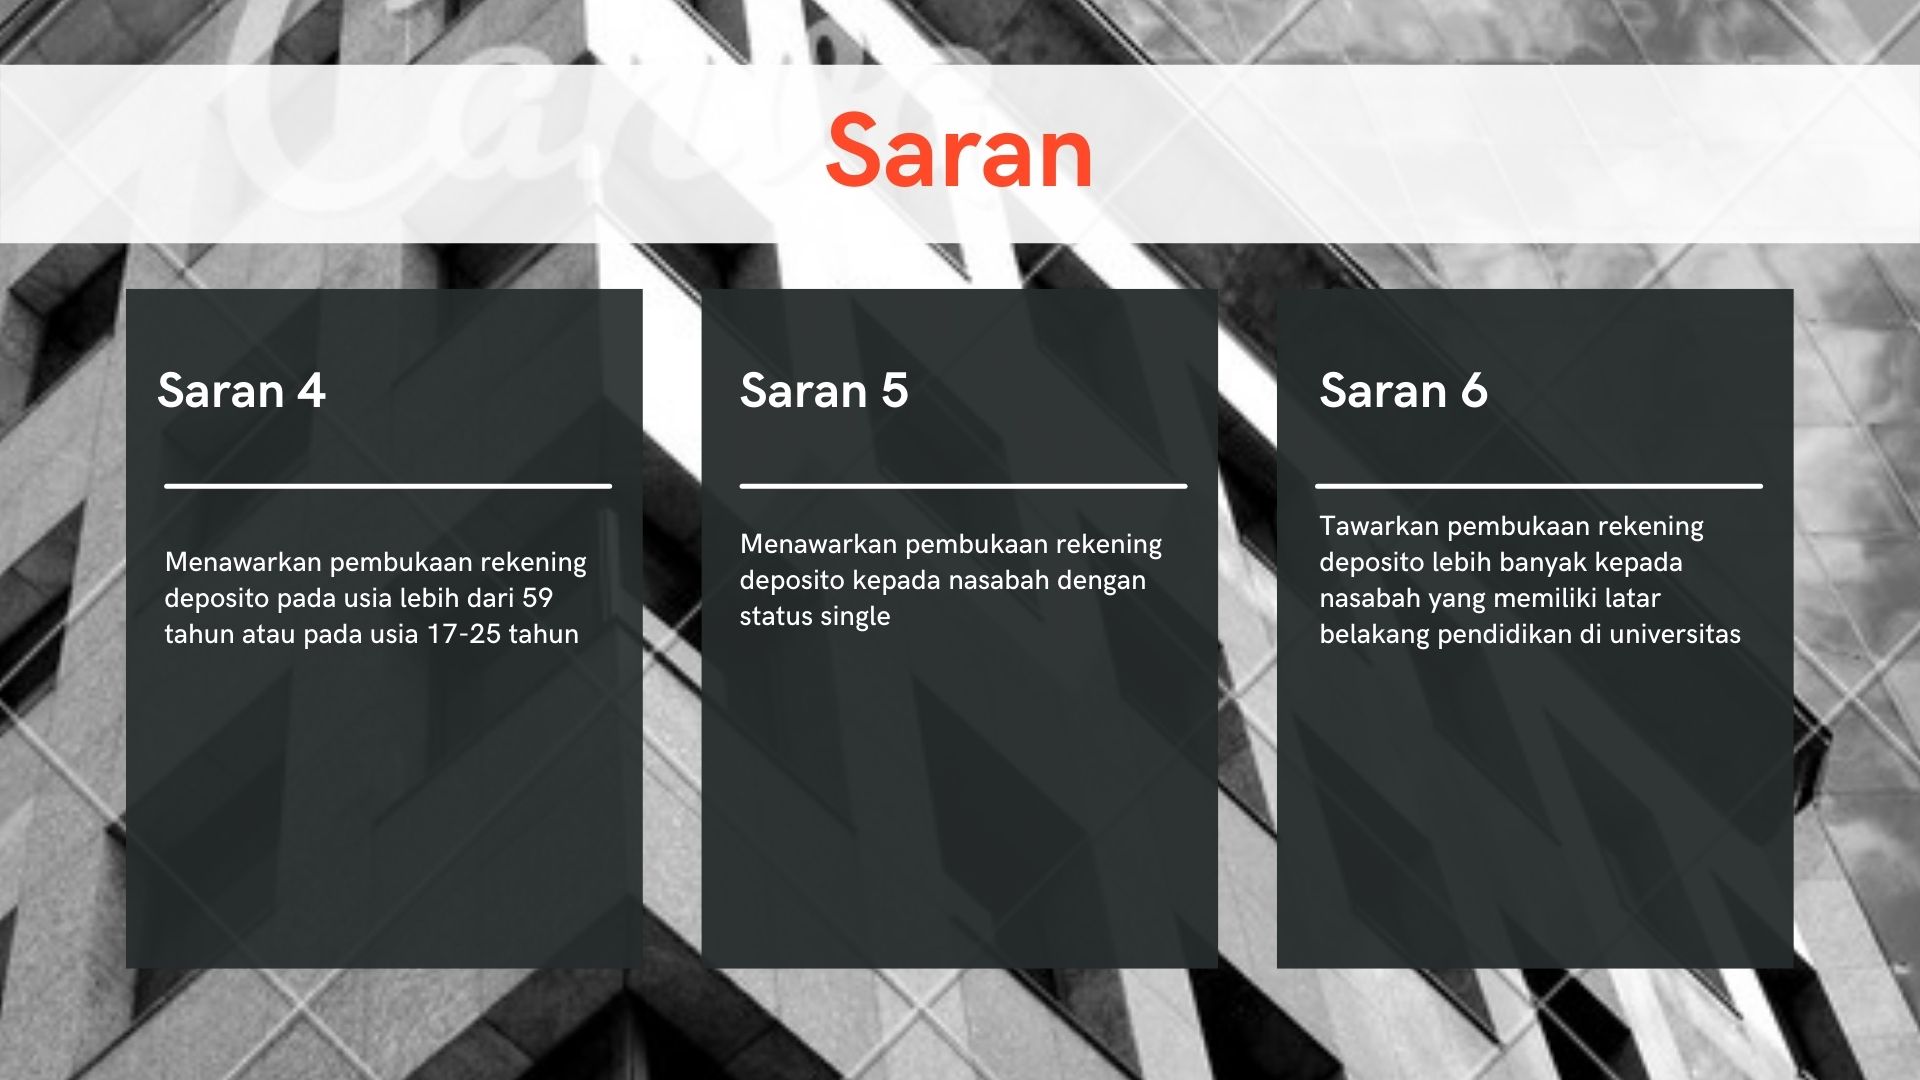 Canva
Saran
Saran 4
Menawarkan pembukaan rekening
deposito pada usia lebih dari 59
tahun atau pada usia 17-25 tahun
Saran 5
Menawarkan pembukaan rekening
deposito kepada nasabah dengan
status single
Saran 6
Tawarkan pembukaan rekening
deposito lebih banyak kepada
nasabah yang memiliki latar
belakang pendidikan di universitas